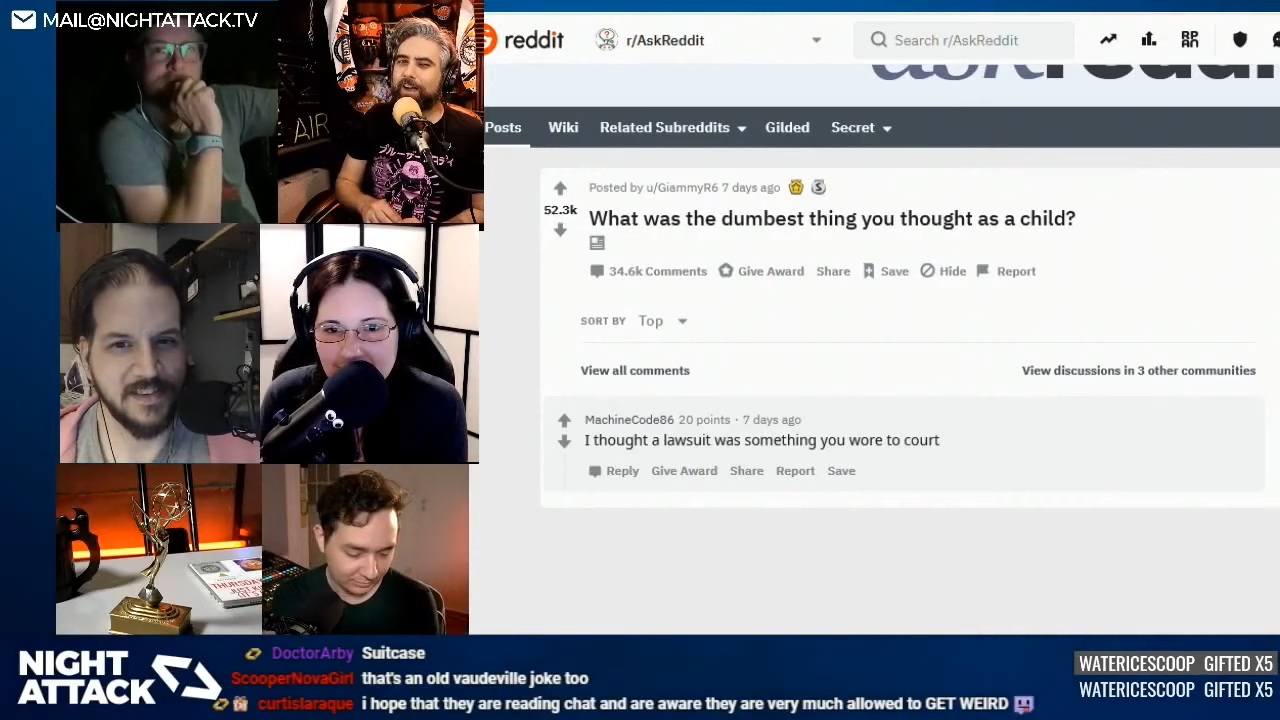 MAIL@NIGHTATTACK.TV
AIR
reddit
r/AskReddit
Search r/AskReddit
Posts
Wiki
Related Subreddits
Gilded
Secret
Posted by u/GiammyR6 7 days ago
52.3k
What was the dumbest thing you thought as a child?
34.6k Comments
Give Award
Share
Save
Hide
Report
SORT BY Top
View all comments
View discussions in 3 other communities
MachineCode86 20 points · 7 days ago
I thought a lawsuit was something you wore to court
Reply
Give Award
Share
Report
Save
NIGHT
ATTACK
DoctorArby Suitcase
ScooperNovaGirl that's an old vaudeville joke too
curtislaraque i hope that they are reading chat and are aware they are very much allowed to GET WEIRD
WATERICESCOOP GIFTED X5
WATERICESCOOP GIFTED X5